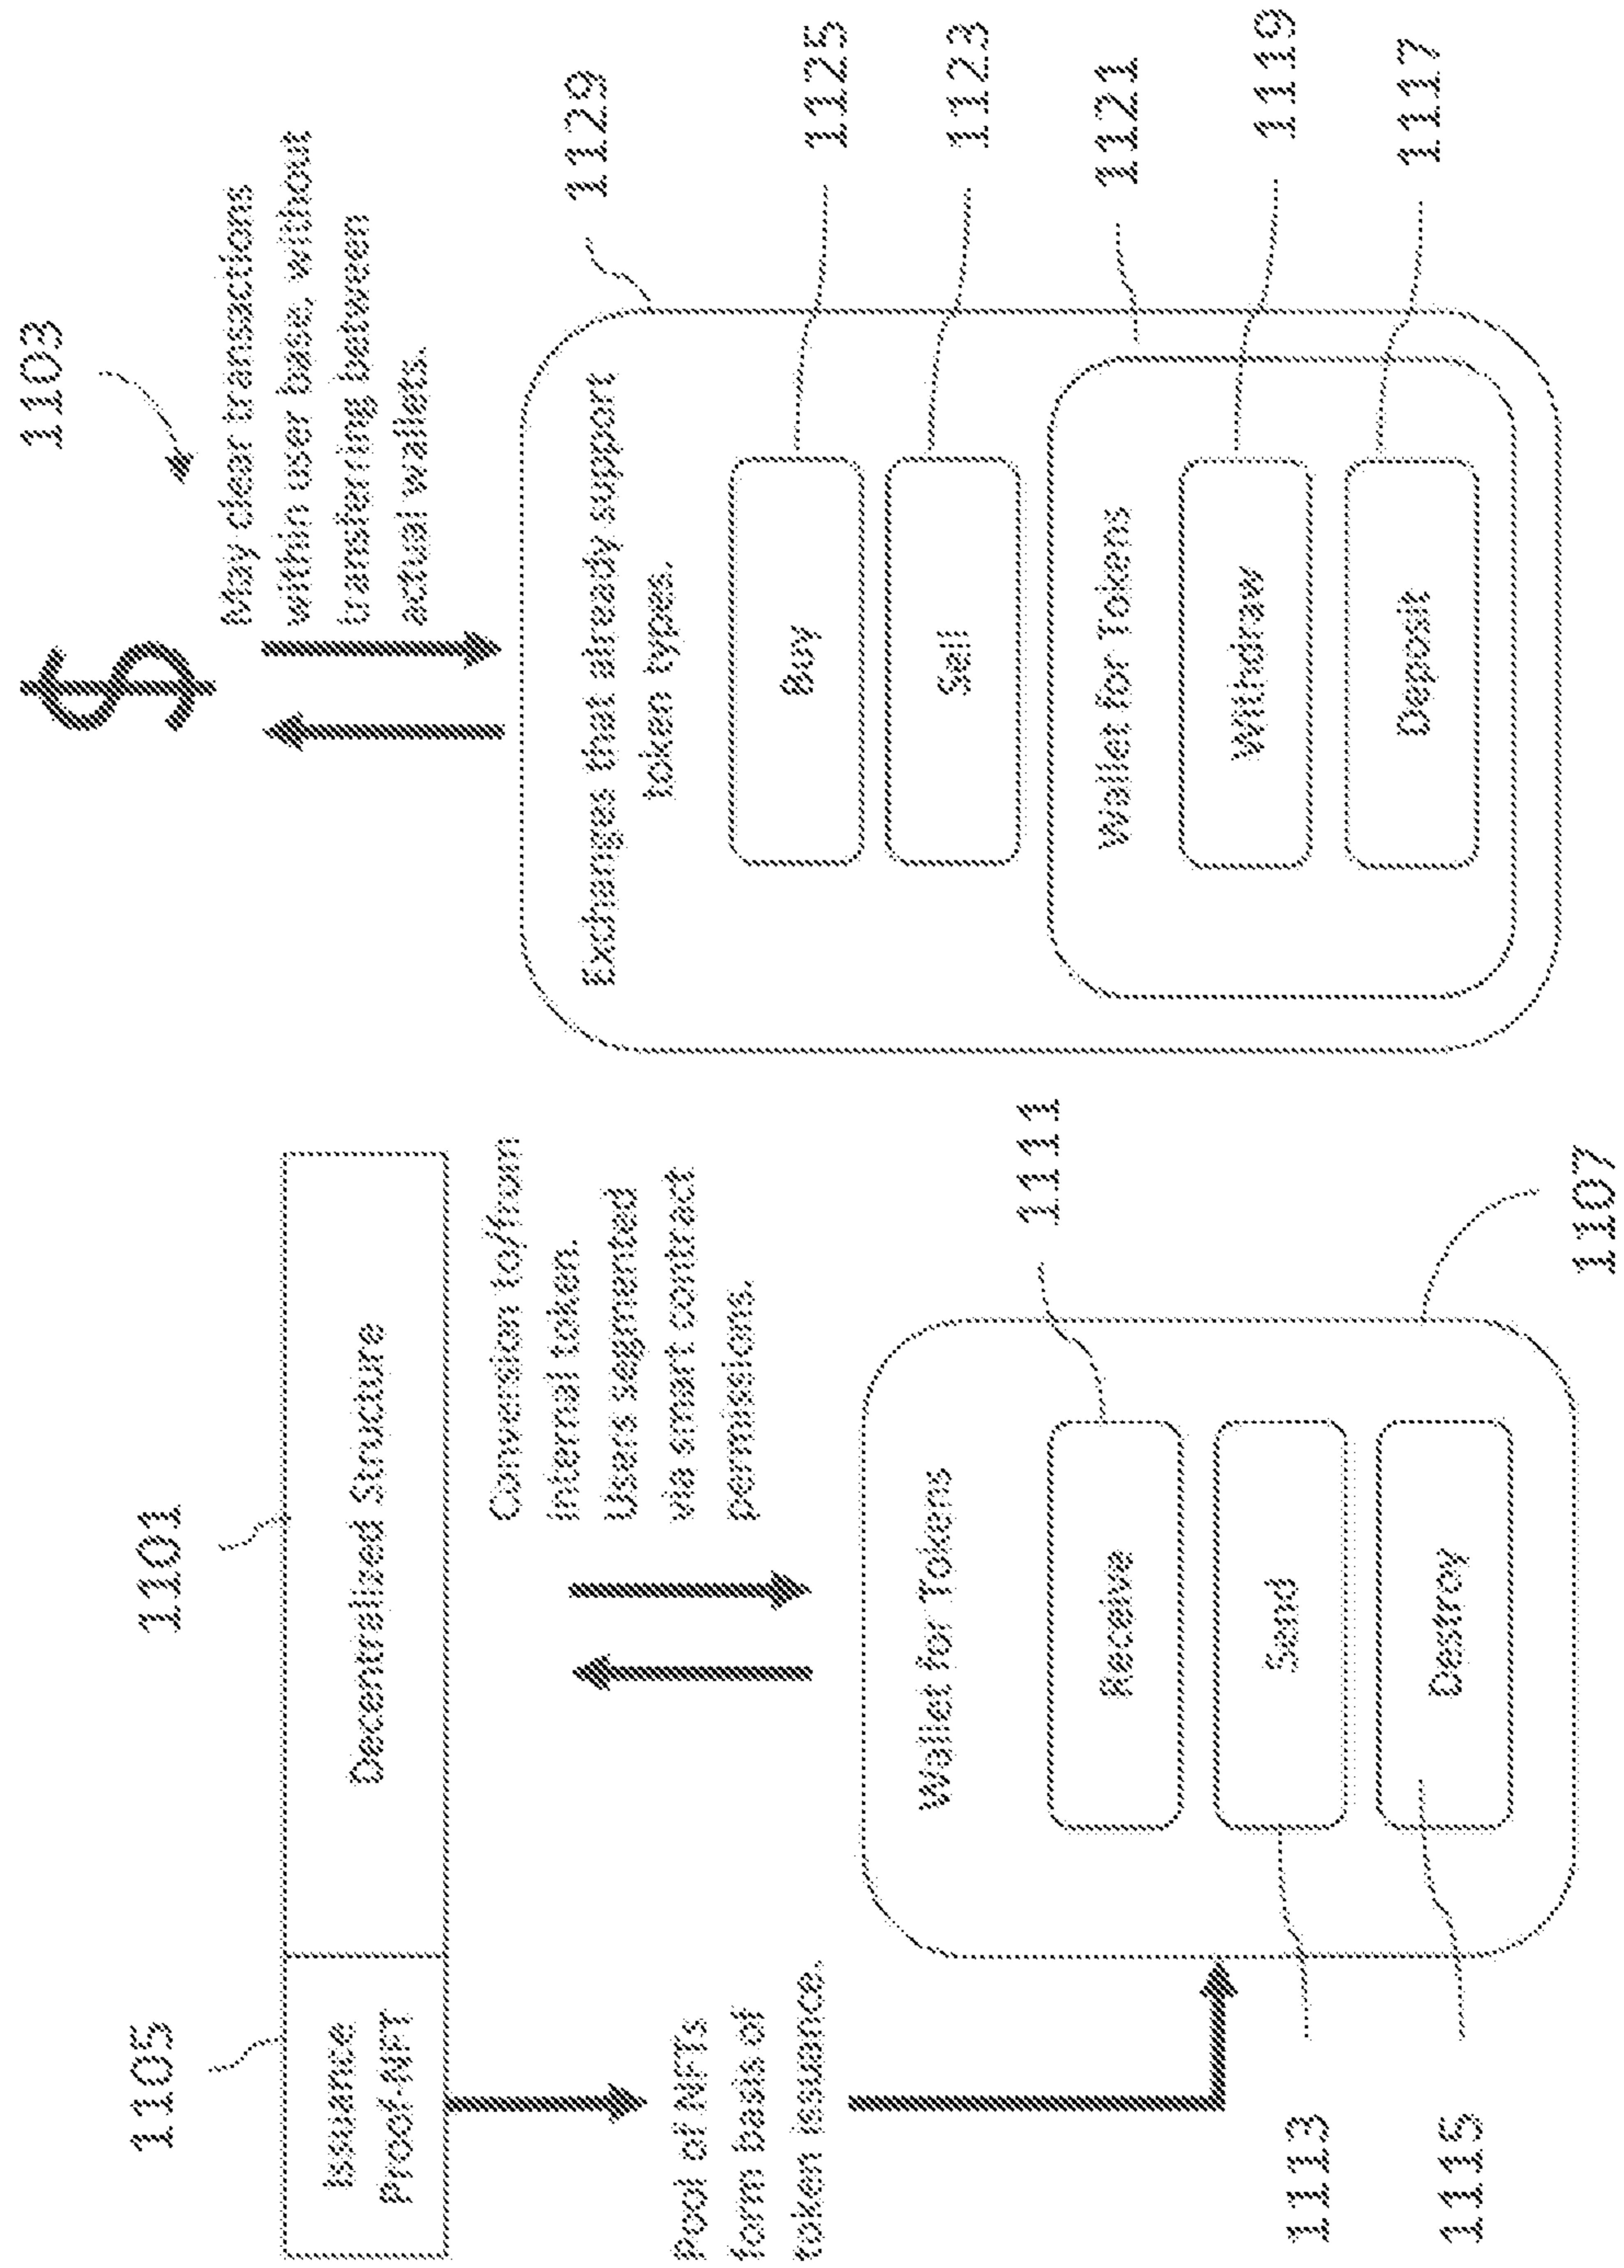 1105
1101
Issuance
Proof-NFT
Decentralised Structure
Pool of NFTs
form basis of
token issuance.
Conversion to/from
internal token.
Users segmented
via smart contract
permissions.
Wallet for Tokens
Receive
Send
Destroy
1111
1113
1115
1107
1103
$
May clear transactions
within user base, without
transferring between
actual wallets.
1129
Exchanges that already support
token types.
Buy
1125
Sell
1123
1121
Wallet for Tokens
Withdraw
1119
Deposit
1117